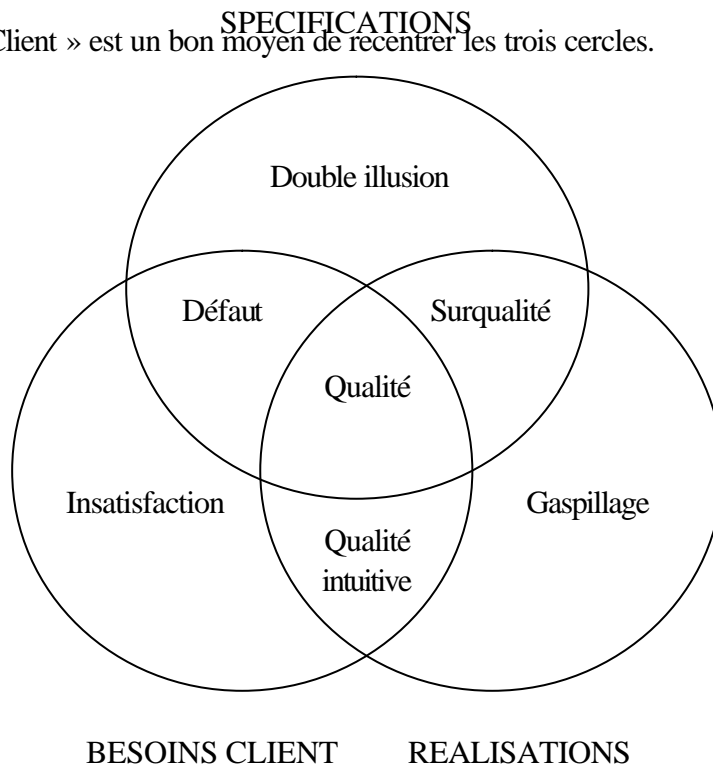 SPECIFICATIONS
Client » est un bon moyen de recentrer les trois cercles.
Double illusion
Défaut
Surqualité
Qualité
Insatisfaction
Gaspillage
Qualité
intuitive
BESOINS CLIENT
REALISATIONS